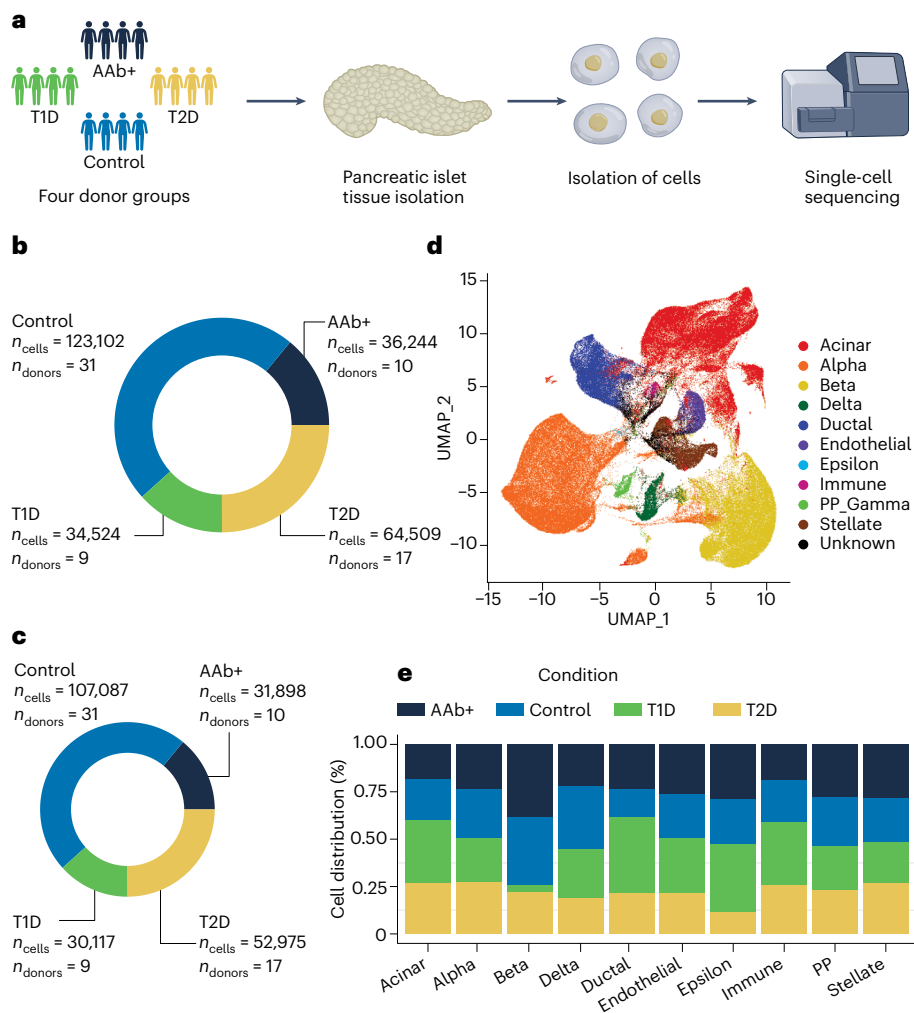 a
AAb+
T1D
T2D
Control
Four donor groups
Pancreatic islet
tissue isolation
Isolation of cells
Single-cell
sequencing
b
Control
ncells = 123,102
ndonors = 31
AAb+
ncells = 36,244
ndonors = 10
T1D
ncells = 34,524
ndonors = 9
T2D
ncells = 64,509
ndonors = 17
d
15
10
5
0
−5
−10
UMAP_2
−15
−10
−5
0
5
10
UMAP_1
Acinar
Alpha
Beta
Delta
Ductal
Endothelial
Epsilon
Immune
PP_Gamma
Stellate
Unknown
c
Control
ncells = 107,087
ndonors = 31
AAb+
ncells = 31,898
ndonors = 10
T1D
ncells = 30,117
ndonors = 9
T2D
ncells = 52,975
ndonors = 17
e
Condition
AAb+
Control
T1D
T2D
1.00
0.75
0.50
0.25
0
Cell distribution (%)
Acinar
Alpha
Beta
Delta
Ductal
Endothelial
Epsilon
Immune
PP
Stellate